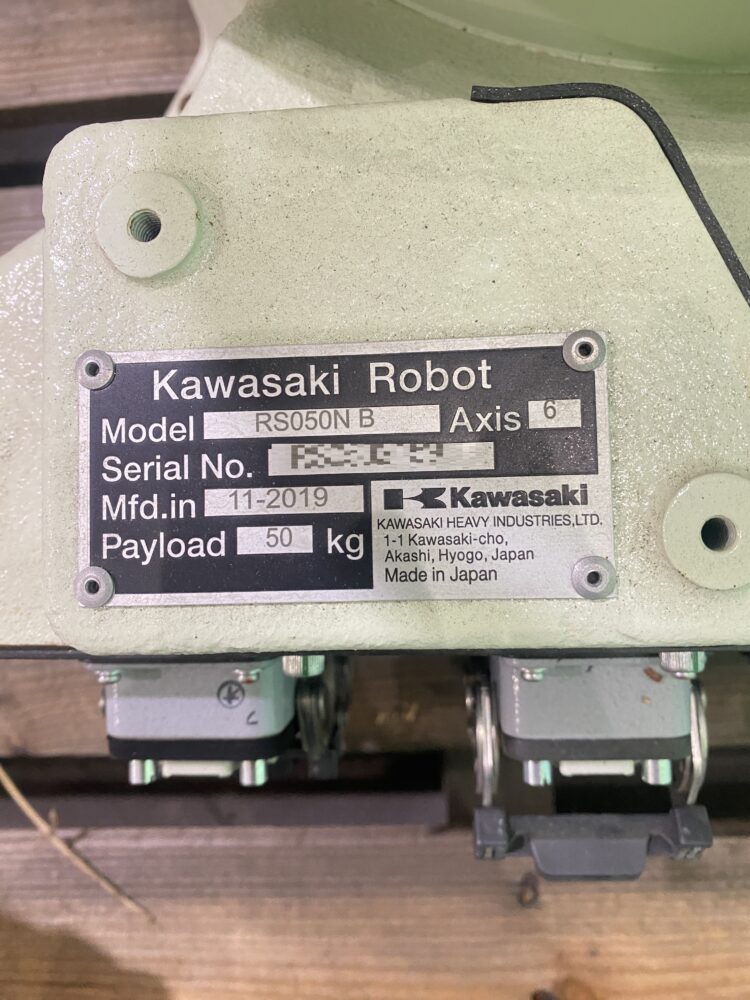 Kawasaki Robot
Model RS050N B Axis 6
Serial No.
Mfd.in 11-2019
Payload 50 kg
Kawasaki
KAWASAKI HEAVY INDUSTRIES,LTD.
1-1 Kawasaki-cho,
Akashi, Hyogo, Japan
Made in Japan